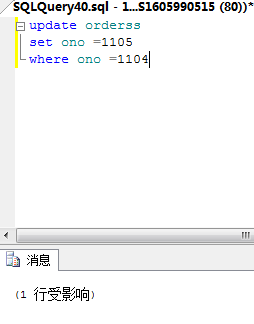 SQLQuery40.sql - 1...S1605990515 (80))*
update orderss
set ono =1105
where ono =1104
消息
(1 行受影响)